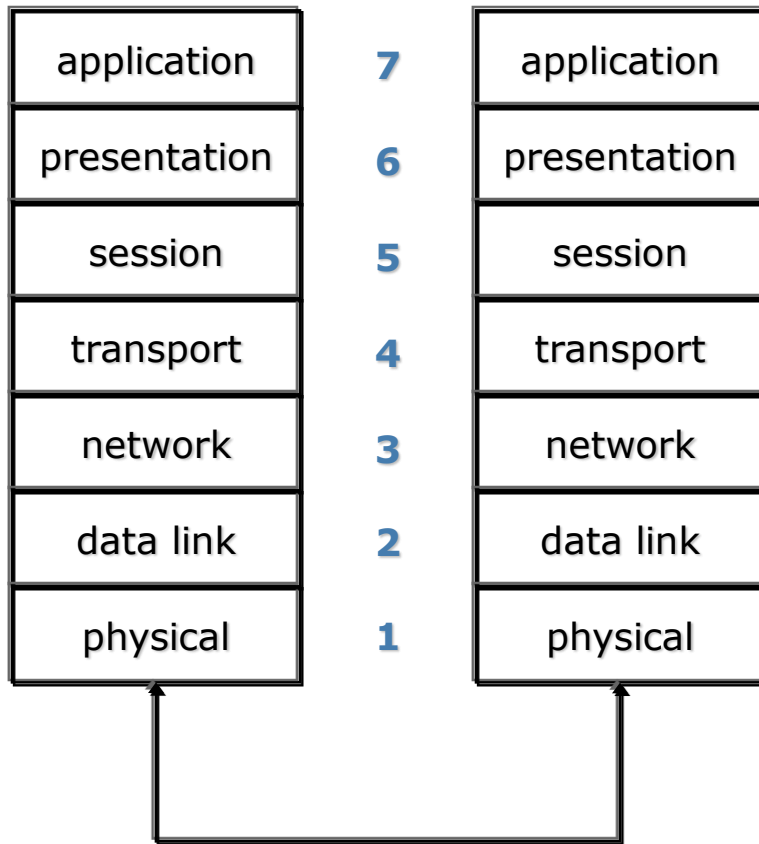 application 7 application
presentation 6 presentation
session 5 session
transport 4 transport
network 3 network
data link 2 data link
physical 1 physical